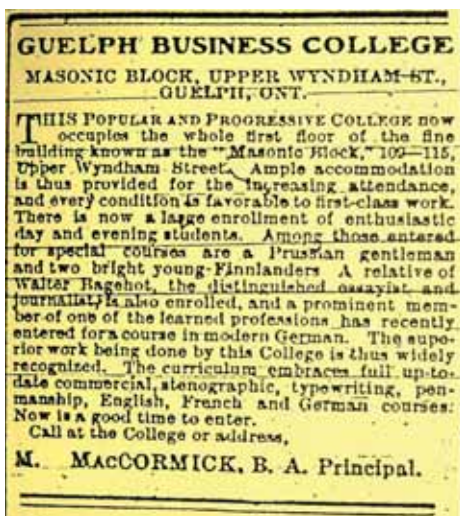 GUELPH BUSINESS COLLEGE
MASONIC BLOCK, UPPER WYNDHAM ST.,
GUELPH, ONT.
THIS POPULAR AND PROGRESSIVE COLLEGE now
occupies the whole first floor of the fine
building known as the "Masonic Block," 109—115,
Upper Wyndham Street. Ample accommodation
is thus provided for the increasing attendance,
and every condition is favorable to first-class work.
There is now a large enrollment of enthusiastic
day and evening students. Among those entered
for special courses are a Prussian gentleman
and two bright young Finnlanders A relative of
Walter Bagehot, the distinguished essayist and
journalist, is also enrolled, and a prominent mem-
ber of one of the learned professions has recently
entered for a course in modern German. The supe-
rior work being done by this College is thus widely
recognized. The curriculum embraces full up-to-
date commercial, stenographic, typewriting, pen-
manship, English, French and German courses.
Now is a good time to enter.
Call at the College or address,
M. MACCORMICK, B. A. Principal.